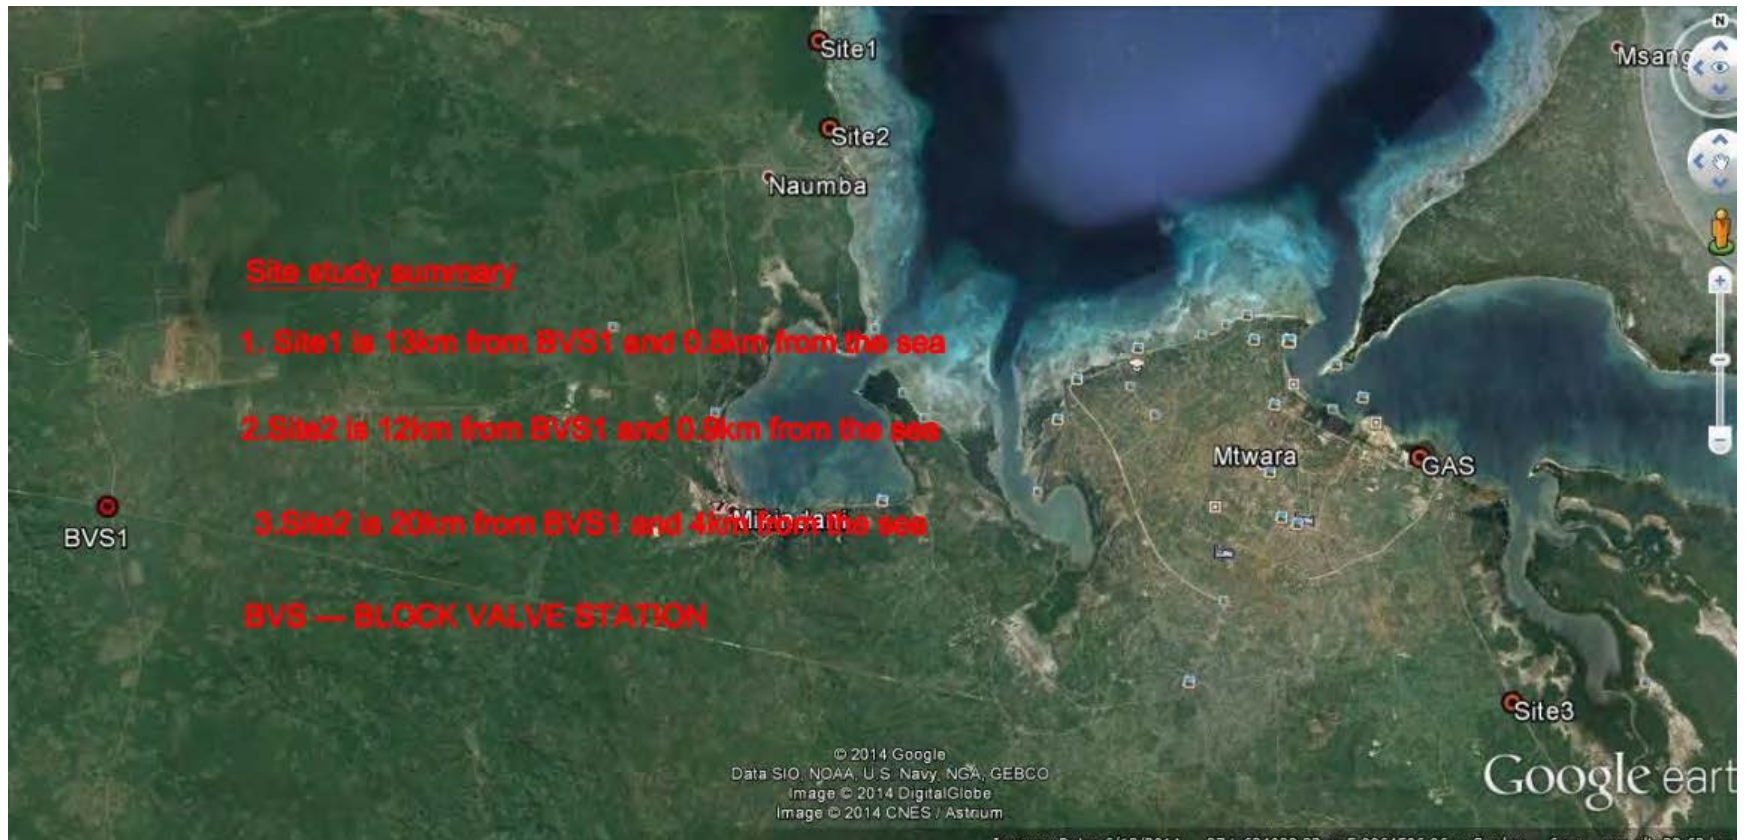 N
Site1
Msang
Site2
Naumba
Site study summary
1. Site1 is 13km from BVS1 and 0.8km from the sea
2.Site2 is 12km from BVS1 and 0.9km from the sea
Mtwara
GAS
3.Site2 is 20km from BVS1 and 4km from the sea
Mikindani
BVS1
BVS — BLOCK VALVE STATION
Site3
© 2014 Google
Data SIO, NOAA, U.S. Navy, NGA, GEBCO
Image © 2014 DigitalGlobe
Image © 2014 CNES / Astrium
Google eart